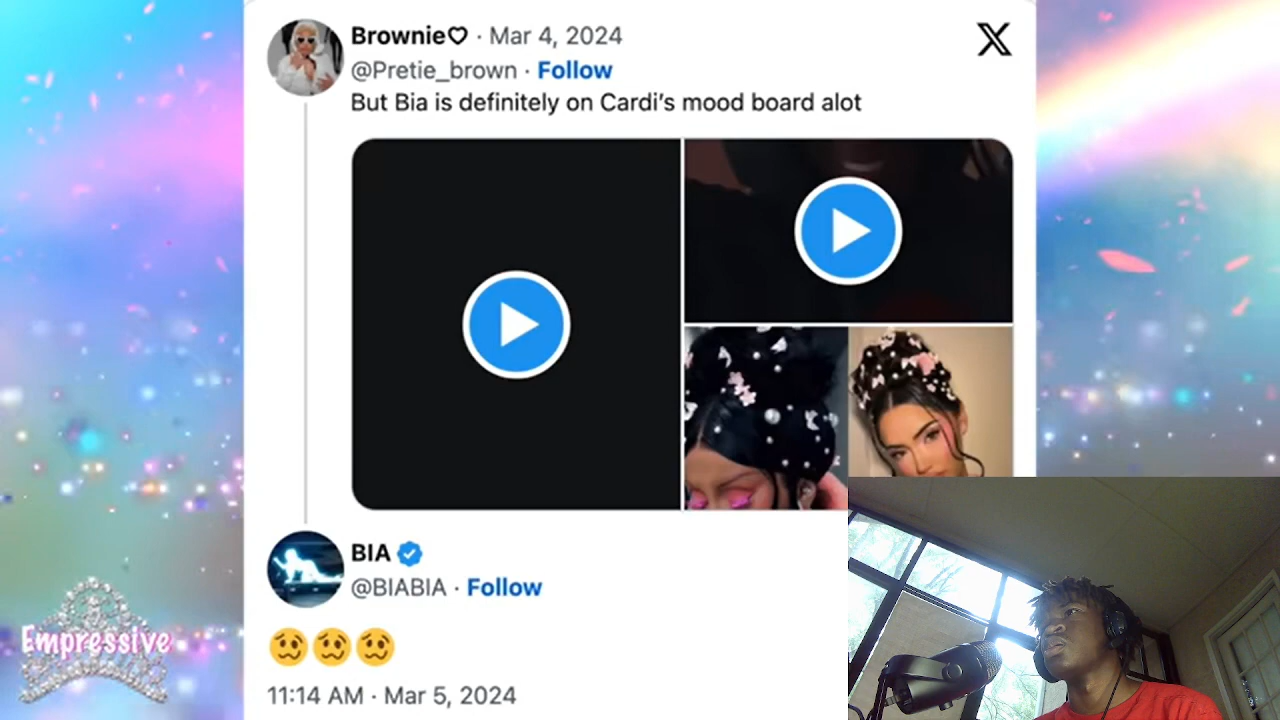 Brownie♡ · Mar 4, 2024
@Pretie_brown · Follow
But Bia is definitely on Cardi's mood board alot
BIA
@BIABIA · Follow
🥴🥴🥴
11:14 AM · Mar 5, 2024
Empressive